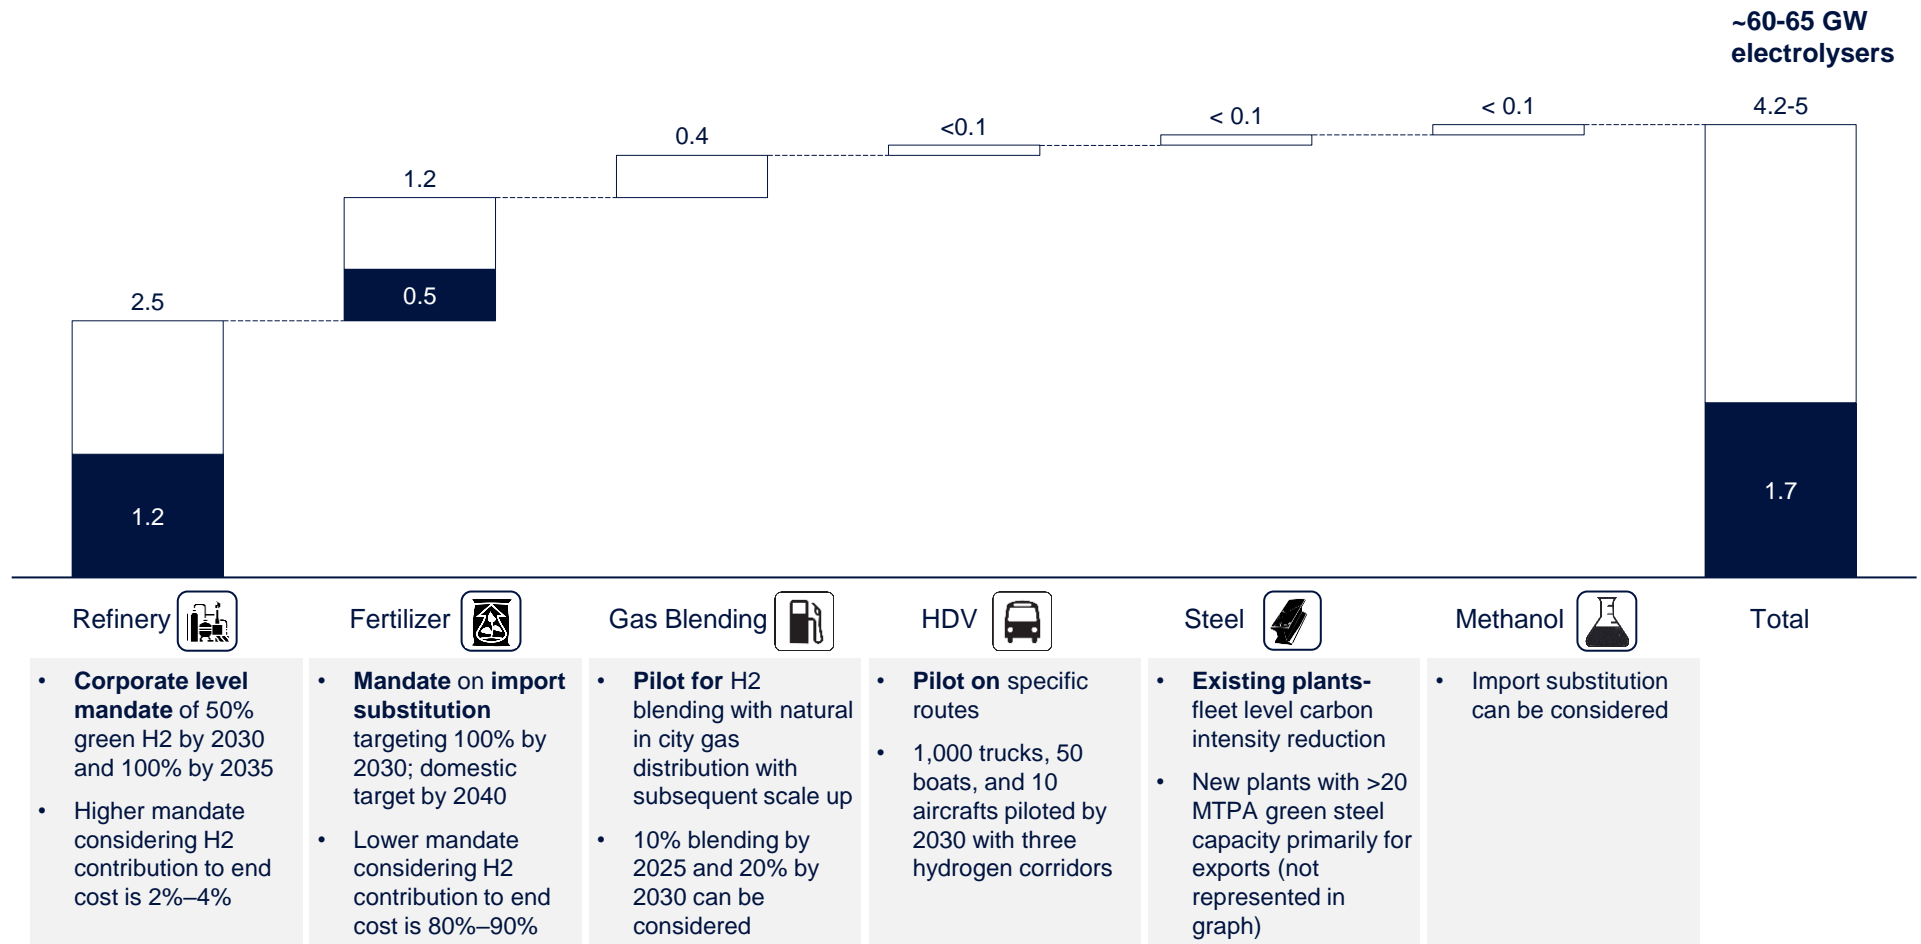 ~60-65 GW
electrolysers
4.2-5
< 0.1
< 0.1
<0.1
0.4
1.2
0.5
2.5
1.2
1.7
Refinery
Fertilizer
Gas Blending
HDV
Steel
Methanol
Total
• Corporate level
mandate of 50%
green H2 by 2030
and 100% by 2035
• Higher mandate
considering H2
contribution to end
cost is 2%–4%
• Mandate on import
substitution
targeting 100% by
2030; domestic
target by 2040
• Lower mandate
considering H2
contribution to end
cost is 80%–90%
• Pilot for H2
blending with natural
in city gas
distribution with
subsequent scale up
• 10% blending by
2025 and 20% by
2030 can be
considered
• Pilot on specific
routes
• 1,000 trucks, 50
boats, and 10
aircrafts piloted by
2030 with three
hydrogen corridors
• Existing plants-
fleet level carbon
intensity reduction
• New plants with >20
MTPA green steel
capacity primarily for
exports (not
represented in
graph)
• Import substitution
can be considered